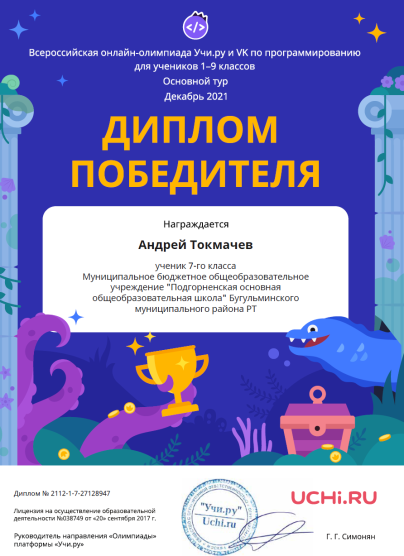 Всероссийская онлайн-олимпиада Учи.ру и VK по программированию
для учеников 1–9 классов
Основной тур
Декабрь 2021
ДИПЛОМ
ПОБЕДИТЕЛЯ
Награждается
Андрей Токмачев
ученик 7-го класса
Муниципальное бюджетное общеобразовательное
учреждение "Подгорненская основная
общеобразовательная школа" Бугульминского
муниципального района РТ
Диплом № 2112-1-7-27128947
Лицензия на осуществление образовательной
деятельности №038749 от «20» сентября 2017 г.
Руководитель направления «Олимпиады»
платформы «Учи.ру»
"Учи.ру"
Uchi.ru
UCHi.RU
Г. Г. Симонян